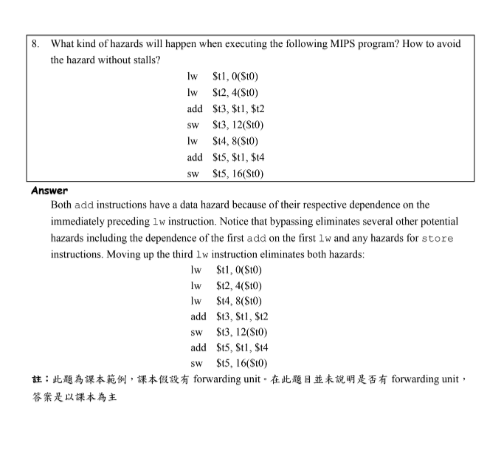 8. What kind of hazards will happen when executing the following MIPS program? How to avoid
the hazard without stalls?
lw $t1, 0($t0)
lw $t2, 4($t0)
add $t3, $t1, $t2
sw $t3, 12($t0)
lw $t4, 8($t0)
add $t5, $t1, $t4
sw $t5, 16($t0)
Answer
Both add instructions have a data hazard because of their respective dependence on the
immediately preceding lw instruction. Notice that bypassing eliminates several other potential
hazards including the dependence of the first add on the first lw and any hazards for store
instructions. Moving up the third lw instruction eliminates both hazards:
lw $t1, 0($t0)
lw $t2, 4($t0)
lw $t4, 8($t0)
add $t3, $t1, $t2
sw $t3, 12($t0)
add $t5, $t1, $t4
sw $t5, 16($t0)
註：此題為課本範例，課本假設有 forwarding unit。在此題目並未說明是否有 forwarding unit，
答案是以課本為主